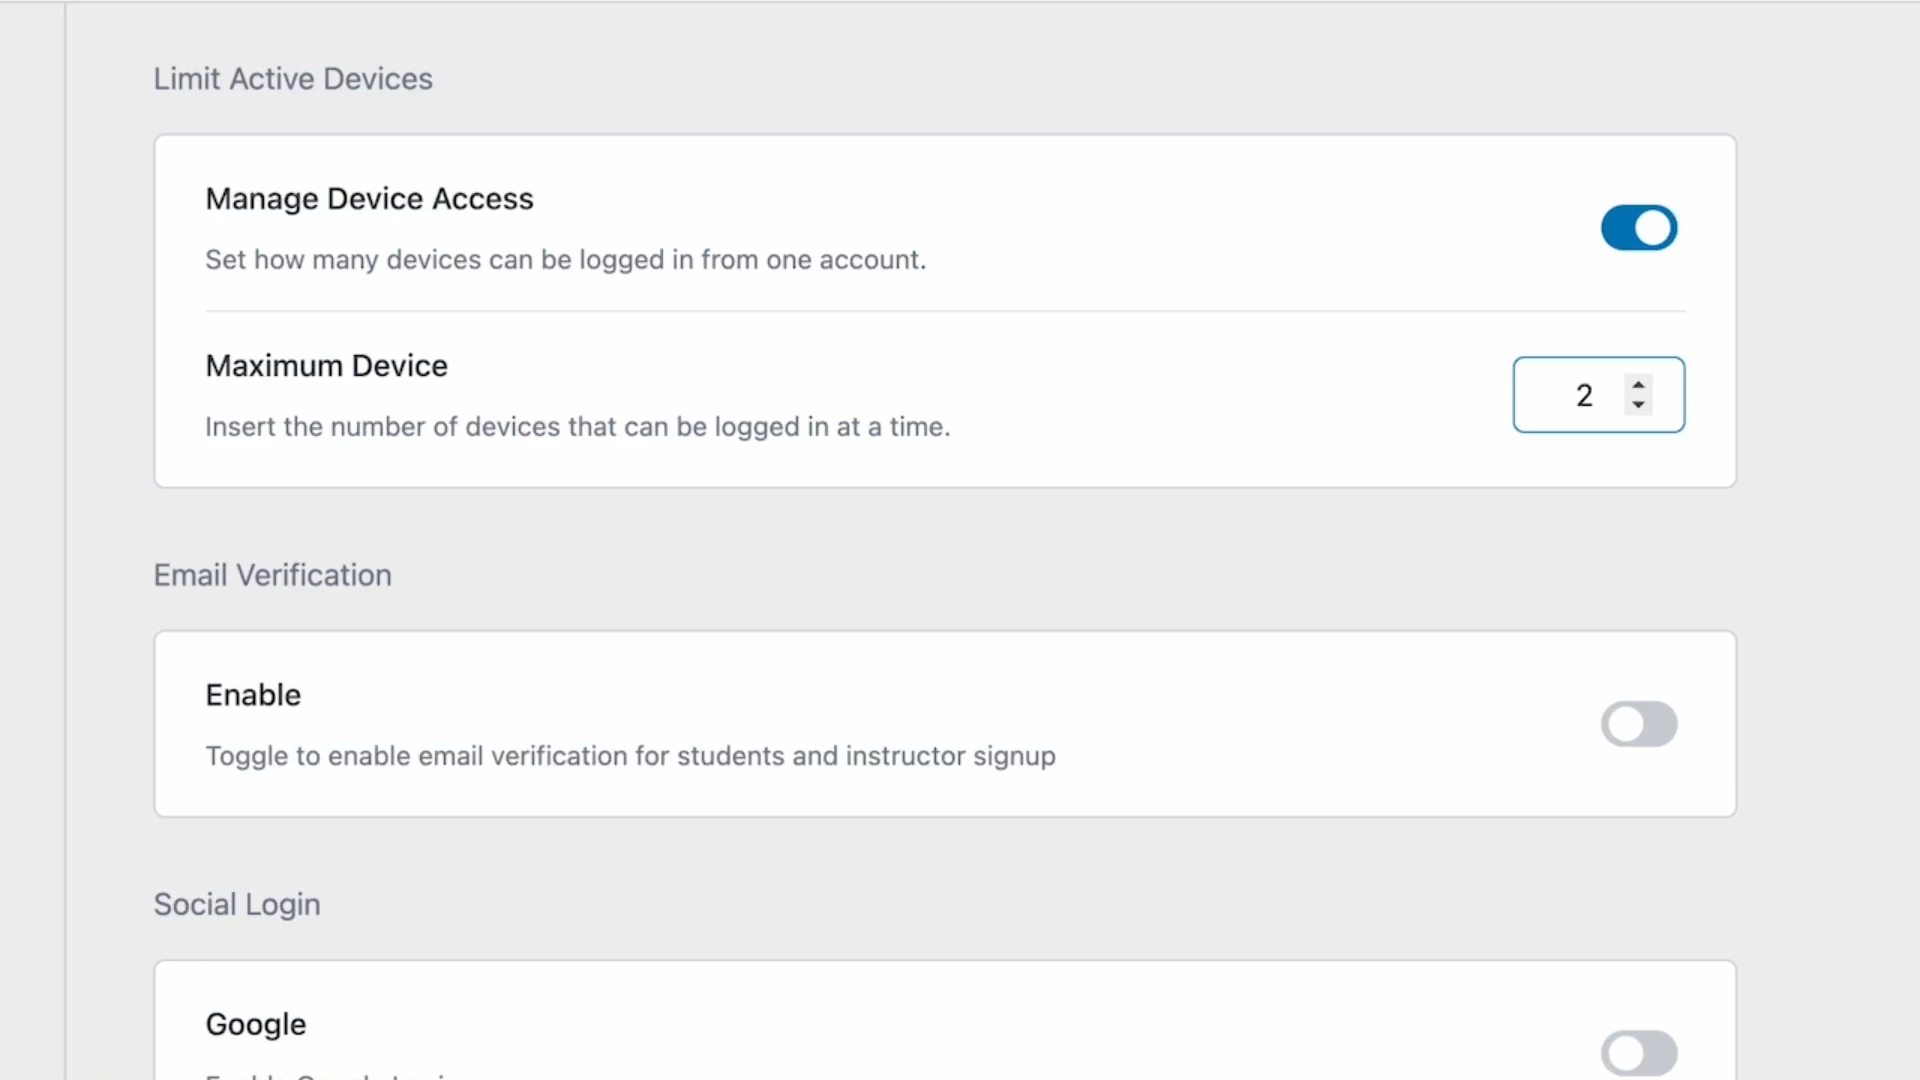 Limit Active Devices
Manage Device Access
Set how many devices can be logged in from one account.
Maximum Device
2
Insert the number of devices that can be logged in at a time.
Email Verification
Enable
Toggle to enable email verification for students and instructor signup
Social Login
Google